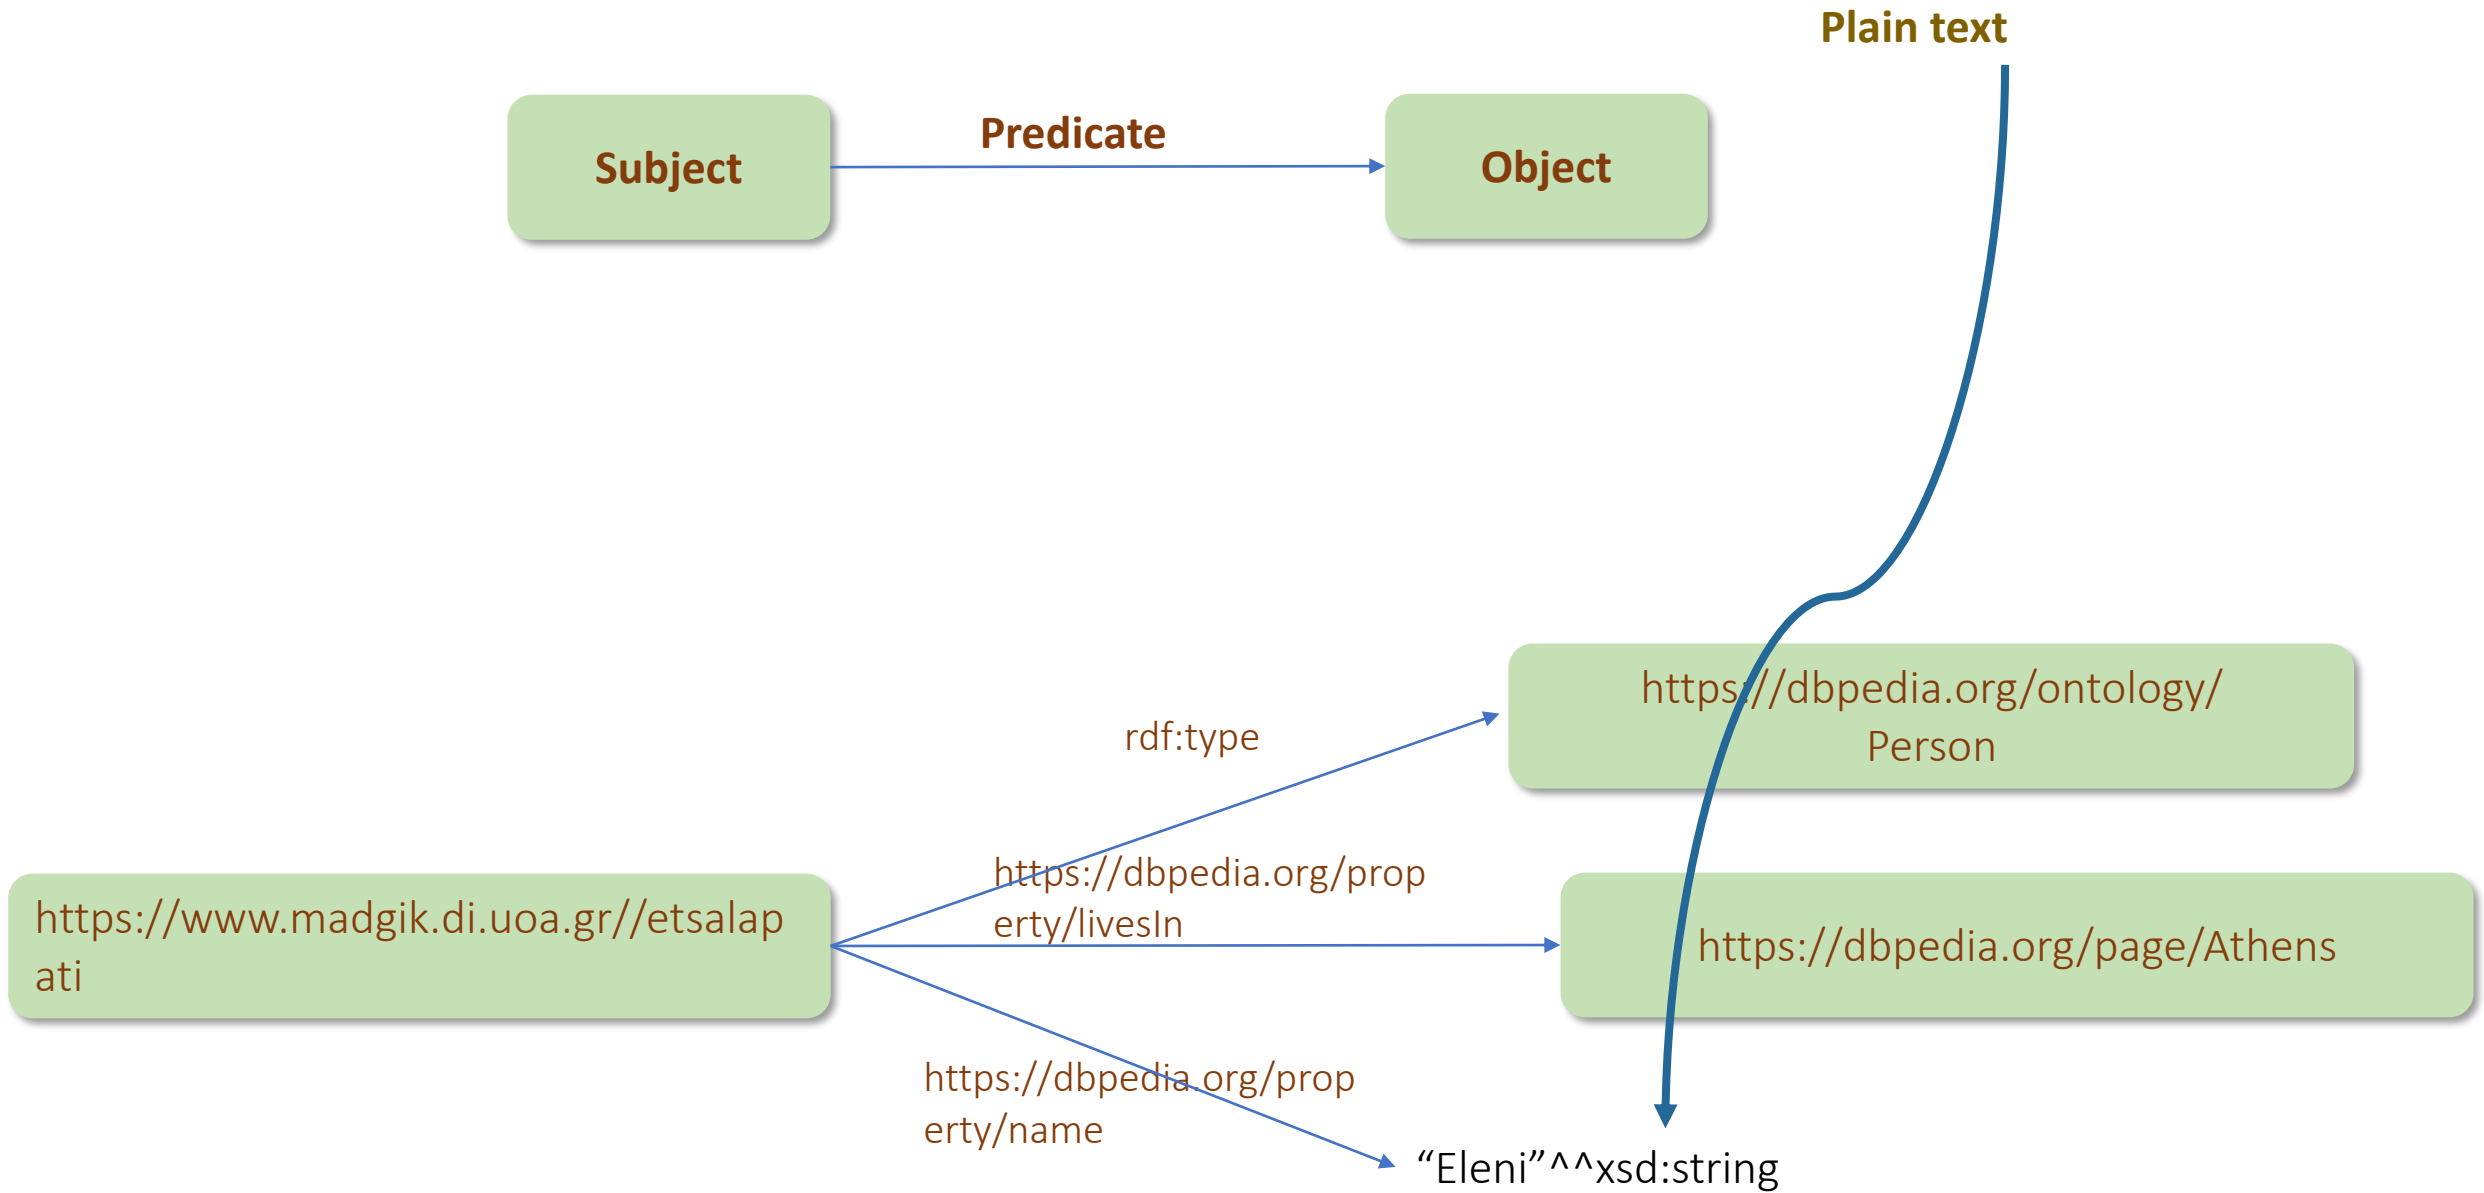 Plain text
Predicate
Subject
Object
https://dbpedia.org/ontology/
Person
rdf:type
https://dbpedia.org/prop
erty/livesIn
https://www.madgik.di.uoa.gr//etsalap
ati
https://dbpedia.org/page/Athens
https://dbpedia.org/prop
erty/name
“Eleni”^^xsd:string